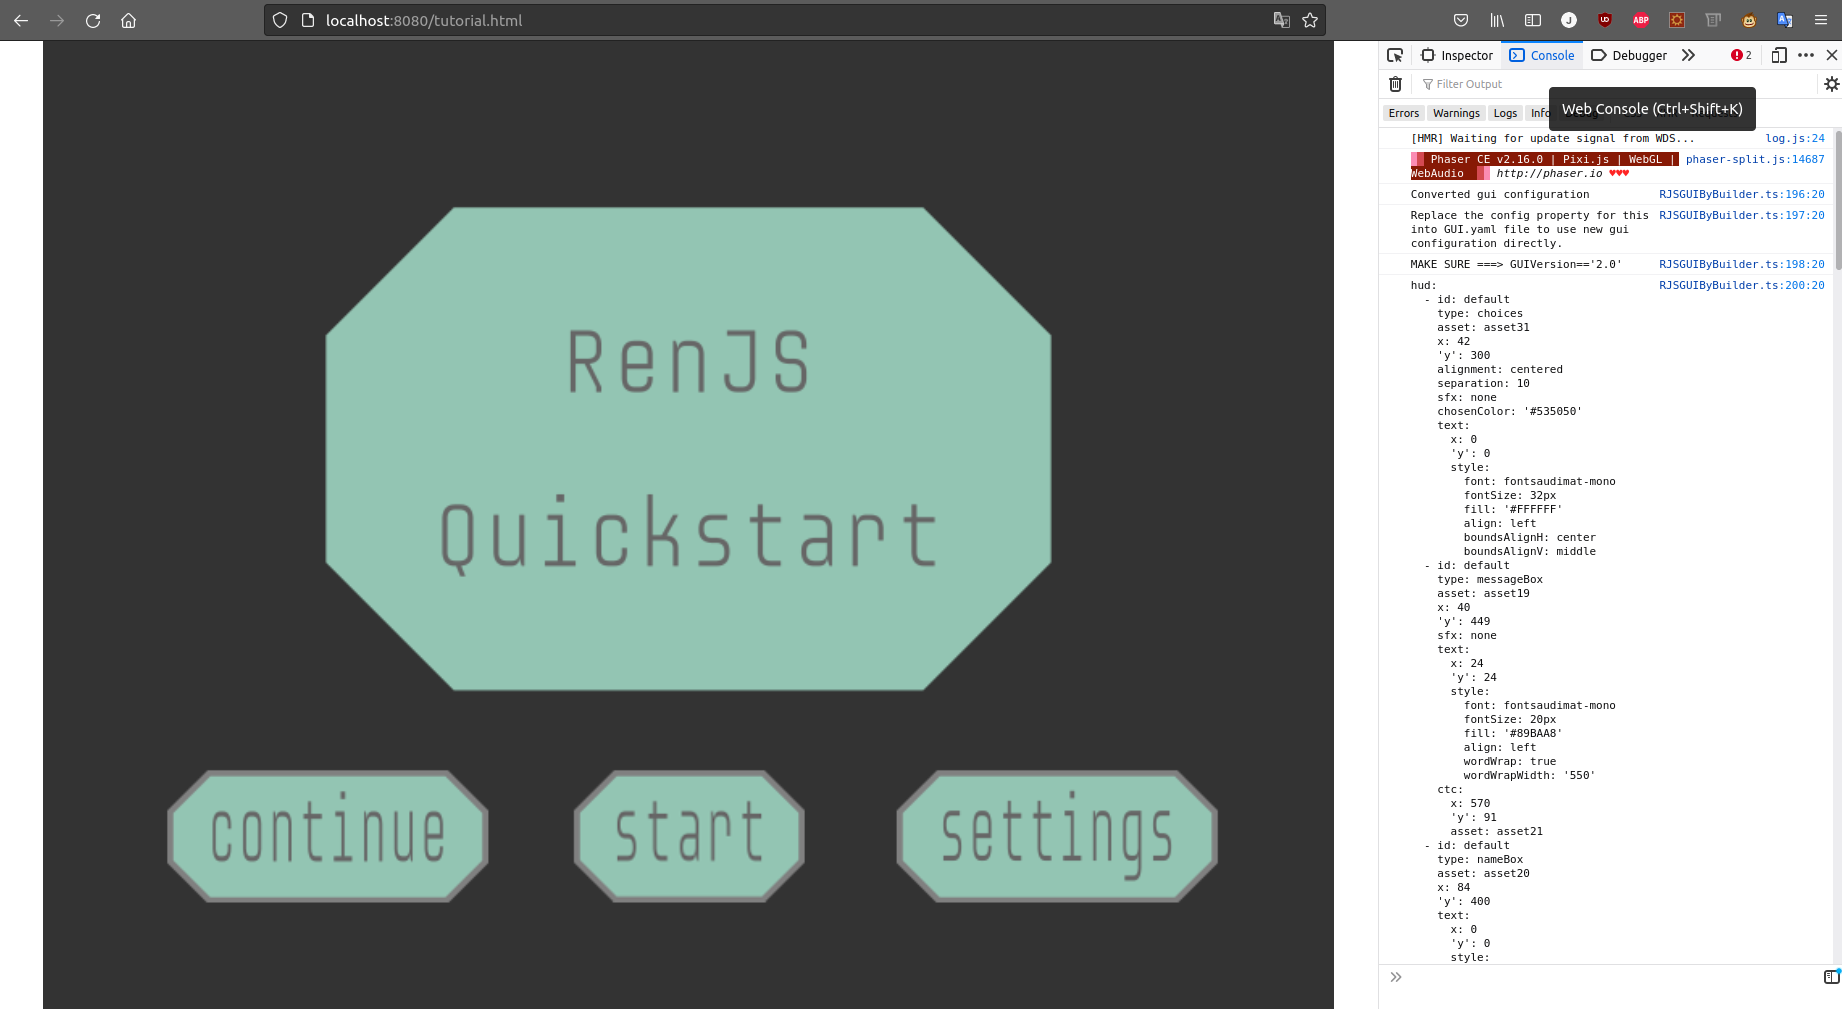 localhost:8080/tutorial.html
RenJS
Quickstart
continue
start
settings
Inspector
Console
Debugger
2
Filter Output
Errors
Warnings
Logs
Info
Web Console (Ctrl+Shift+K)
[HMR] Waiting for update signal from WDS... log.js:24
Phaser CE v2.16.0 | Pixi.js | WebGL | phaser-split.js:14687
WebAudio http://phaser.io ♥♥♥
Converted gui configuration RJSGUIByBuilder.ts:196:20
Replace the config property for this RJSGUIByBuilder.ts:197:20
into GUI.yaml file to use new gui
configuration directly.
MAKE SURE ===> GUIVersion=='2.0' RJSGUIByBuilder.ts:198:20
hud: RJSGUIByBuilder.ts:200:20
- id: default
type: choices
asset: asset31
x: 42
'y': 300
alignment: centered
separation: 10
sfx: none
chosenColor: '#535050'
text:
x: 0
'y': 0
style:
font: fontsaudimat-mono
fontSize: 32px
fill: '#FFFFFF'
align: left
boundsAlignH: center
boundsAlignV: middle
- id: default
type: messageBox
asset: asset19
x: 40
'y': 449
sfx: none
text:
x: 24
'y': 24
style:
font: fontsaudimat-mono
fontSize: 20px
fill: '#89BAA8'
align: left
wordWrap: true
wordWrapWidth: '550'
ctc:
x: 570
'y': 91
asset: asset21
- id: default
type: nameBox
asset: asset20
x: 84
'y': 400
text:
x: 0
'y': 0
style: